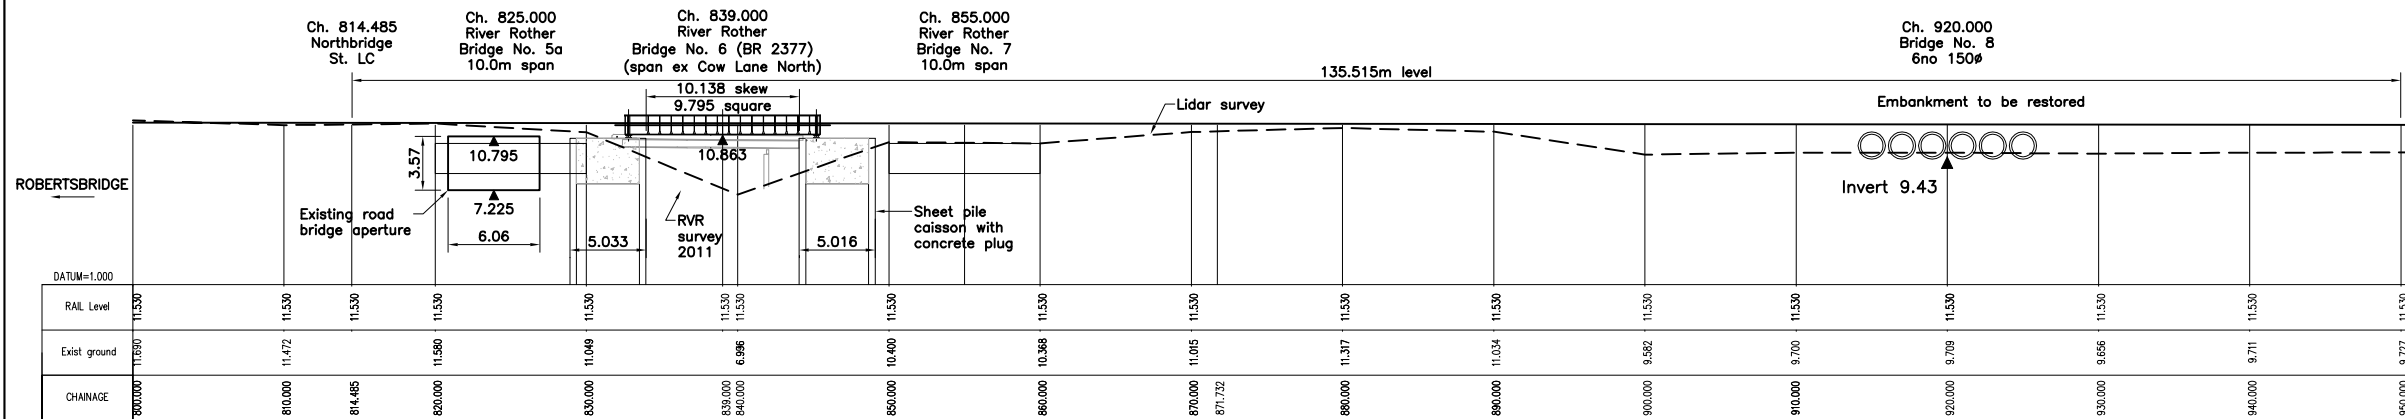 Ch. 814.485
Northbridge
St. LC
Ch. 825.000
River Rother
Bridge No. 5a
10.0m span
Ch. 839.000
River Rother
Bridge No. 6 (BR 2377)
(span ex Cow Lane North)
Ch. 855.000
River Rother
Bridge No. 7
10.0m span
Ch. 920.000
Bridge No. 8
6no 150ø
135.515m level
10.138 skew
9.795 square
Lidar survey
Embankment to be restored
3.57
10.795
10.863
ROBERTSBRIDGE
Invert 9.43
7.225
Existing road
bridge aperture
6.06
5.033
RVR
survey
2011
5.016
Sheet pile
caisson with
concrete plug
DATUM=1.000
RAIL Level 11.530 11.530 11.530 11.530 11.530 11.530 11.530 11.530 11.530 11.530 11.530 11.530 11.530 11.530 11.530 11.530 11.530 11.530
Exist ground 11.690 11.472 11.580 11.049 6.996 10.400 10.368 11.015 11.317 11.034 9.582 9.700 9.709 9.656 9.711 9.727
CHAINAGE 800.000 810.000 814.485 820.000 830.000 839.000 840.000 850.000 860.000 870.000 871.732 880.000 890.000 900.000 910.000 920.000 930.000 940.000 950.000